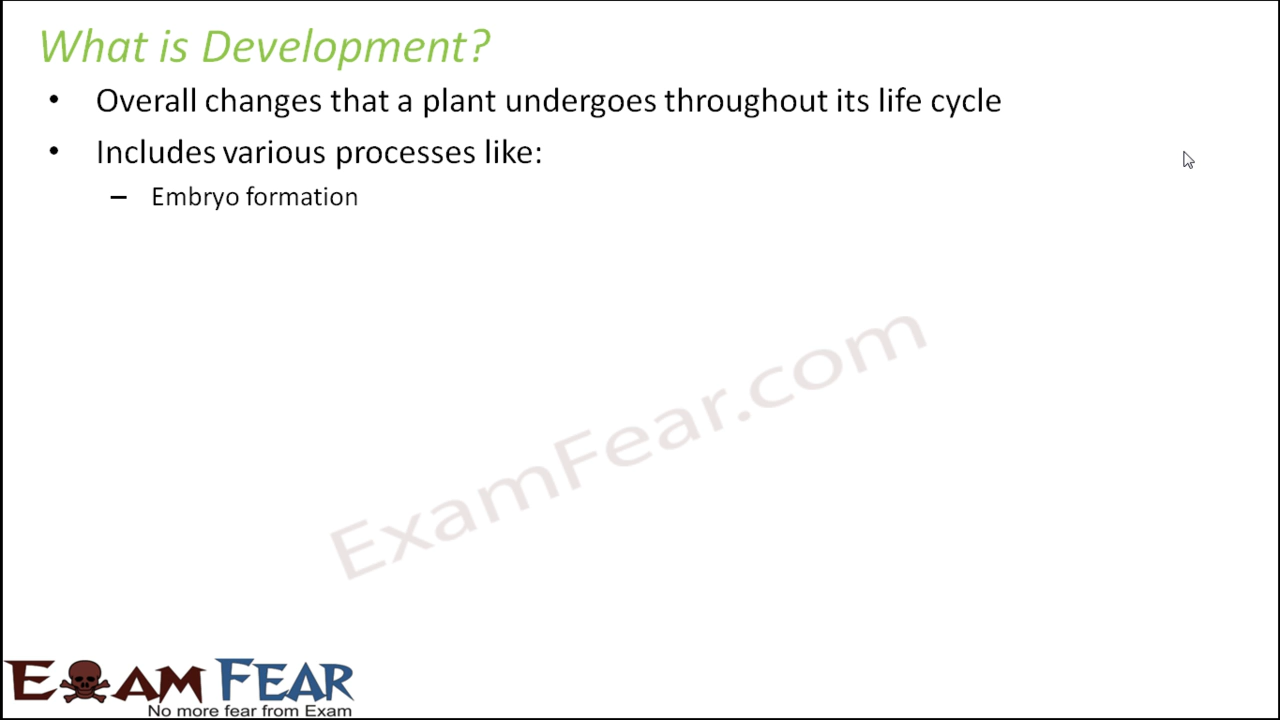 What is Development?
• Overall changes that a plant undergoes throughout its life cycle
• Includes various processes like:
– Embryo formation
ExamFear.com
EXAM FEAR
No more fear from Exam